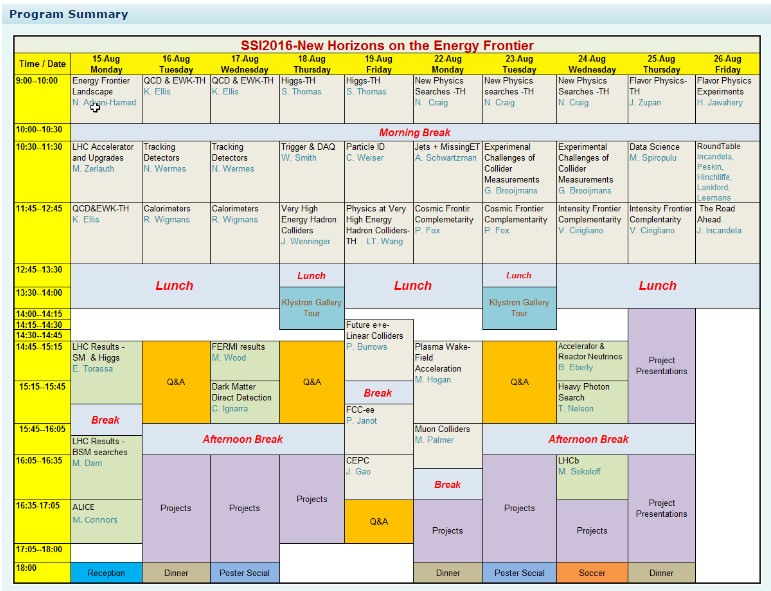 Program Summary
SSI2016-New Horizons on the Energy Frontier
Time / Date
15-Aug
Monday
16-Aug
Tuesday
17-Aug
Wednesday
18-Aug
Thursday
19-Aug
Friday
22-Aug
Monday
23-Aug
Tuesday
24-Aug
Wednesday
25-Aug
Thursday
26-Aug
Friday
9:00--10:00
Energy Frontier
Landscape
N. Arkani-Hamed
QCD & EWK-TH
K. Ellis
QCD & EWK-TH
K. Ellis
Higgs-TH
S. Thomas
Higgs-TH
S. Thomas
New Physics
Searches -TH
N. Craig
New Physics
searches -TH
N. Craig
New Physics
Searches -TH
N. Craig
Flavor Physics-
TH
J. Zupan
Flavor Physics
Experiments
H. Jawahery
10:00--10:30
Morning Break
10:30--11:30
LHC Accelerator
and Upgrades
M. Zerlauth
Tracking
Detectors
N. Wermes
Tracking
Detectors
N. Wermes
Trigger & DAQ
W. Smith
Particle ID
C. Weiser
Jets + MissingET
A. Schwartzman
Experimenal
Challenges of
Collider
Measurements
G. Brooijmans
Experimental
Challenges of
Collider
Measurements
G. Brooijmans
Data Science
M. Spiropulu
RoundTable
Incandela,
Peskin,
Hinchliffe,
Lankford,
Leemans
11:45--12:45
QCD&EWK-TH
K. Ellis
Calorimeters
R. Wigmans
Calorimeters
R. Wigmans
Very High
Energy Hadron
Colliders
J. Wenninger
Physics at Very
High Energy
Hadron Colliders-
TH LT. Wang
Cosmic Frontir
Complemetarity
P. Fox
Cosmic Frontier
Complementarity
P. Fox
Intensity Frontier
Complementarity
V. Cirigliano
Intensity Frontier
Complentarity
V. Cirigliano
The Road
Ahead
J. Incandela
12:45--13:30
Lunch
Lunch
Lunch
Lunch
Lunch
13:30--14:00
Klystron Gallery
Tour
Klystron Gallery
Tour
14:00--14:15
14:15--14:30
14:30--14:45
Future e+e-
Linear Colliders
P. Burrows
14:45--15:15
LHC Results -
SM & Higgs
E. Torassa
Q&A
FERMI results
M. Wood
Q&A
Plasma Wake-
Field
Acceleration
M. Hogan
Q&A
Accelerator &
Reactor Neutrinos
B. Eberly
Project
Presentations
15:15--15:45
Dark Matter
Direct Detection
C. Ignarra
Break
Heavy Photon
Search
T. Nelson
Break
FCC-ee
P. Janot
15:45--16:05
LHC Results -
BSM searches
M. Dam
Afternoon Break
Muon Colliders
M. Palmer
Afternoon Break
16:05--16:35
Projects
Projects
Projects
CEPC
J. Gao
Break
Projects
LHCb
M. Sokoloff
Project
Presentations
16:35-17:05
ALICE
M. Connors
Q&A
Projects
Projects
17:05--18:00
18:00
Reception
Dinner
Poster Social
Dinner
Poster Social
Soccer
Dinner